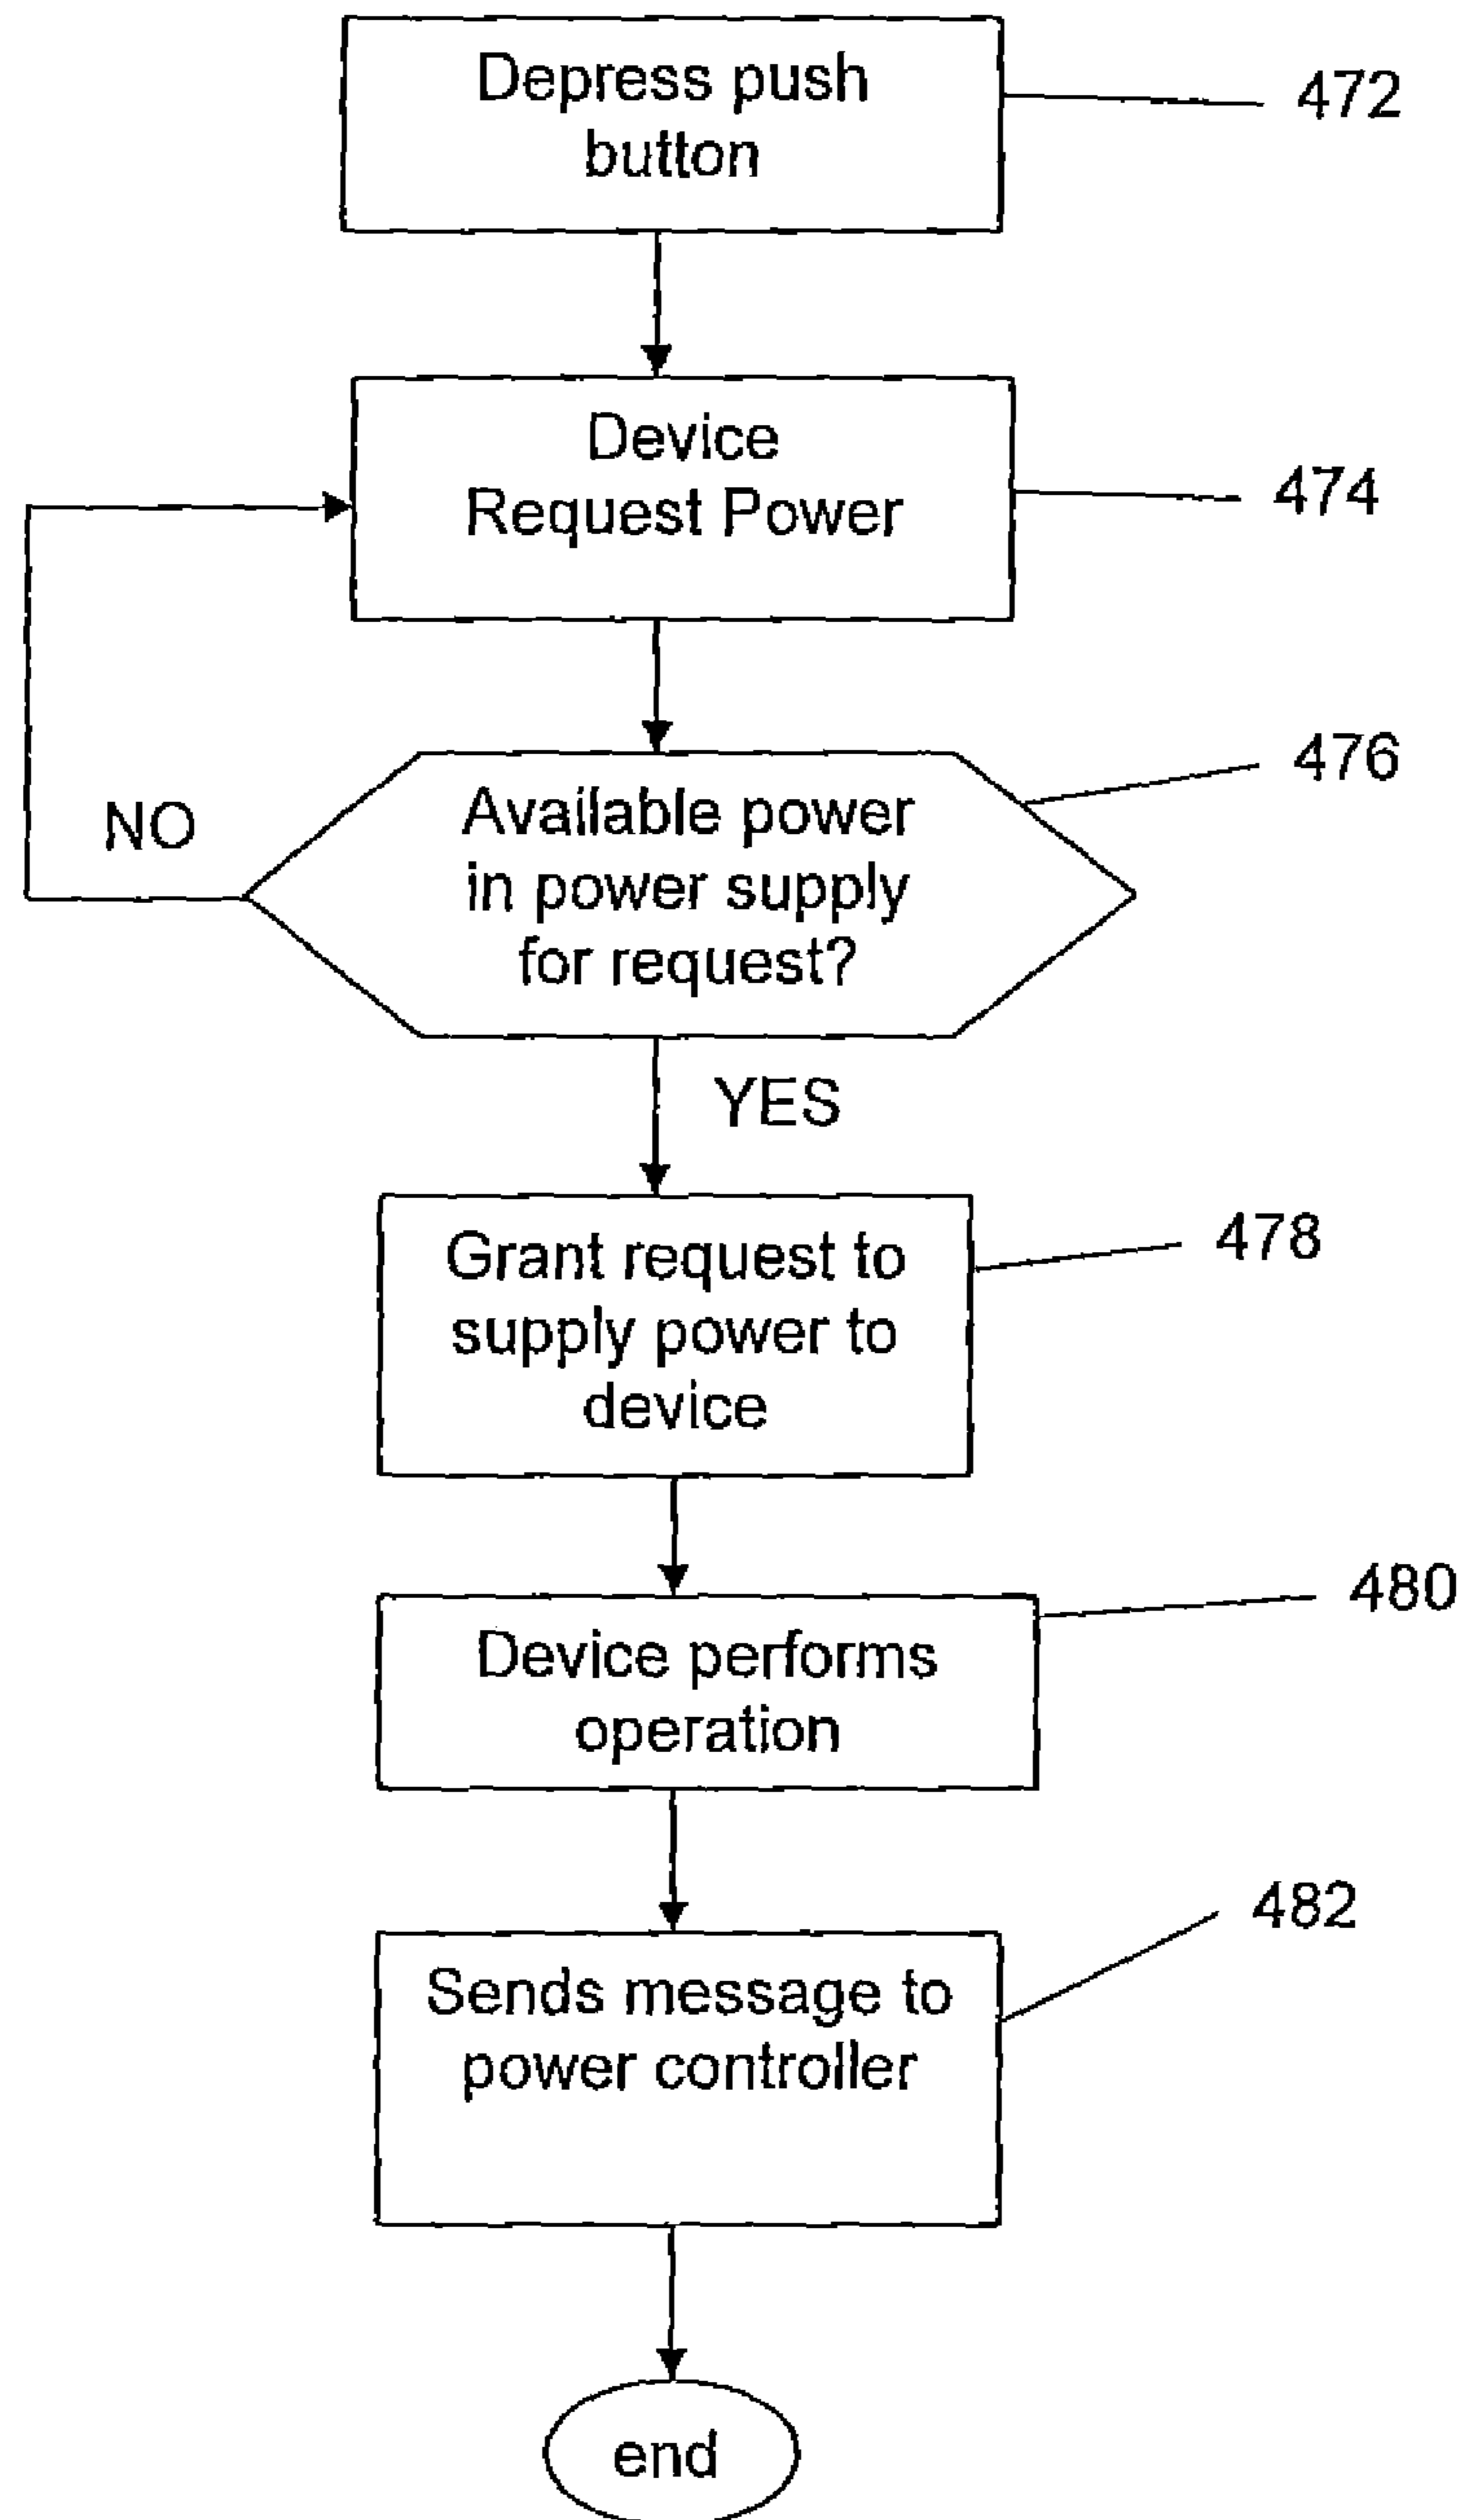 Depress push
button
472
Device
Request Power
474
476
NO
Available power
in power supply
for request?
YES
Grant request to
supply power to
device
478
480
Device performs
operation
482
Sends message to
power controller
end